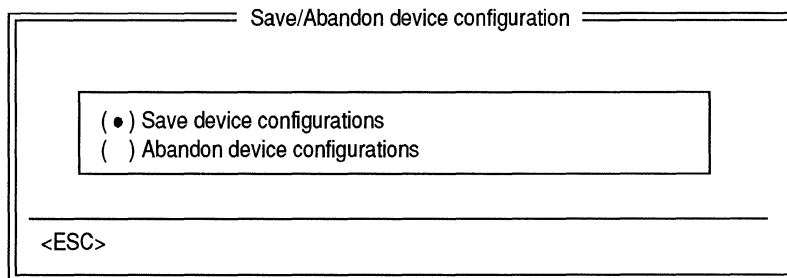 Save/Abandon device configuration
( • ) Save device configurations
( ) Abandon device configurations
<ESC>